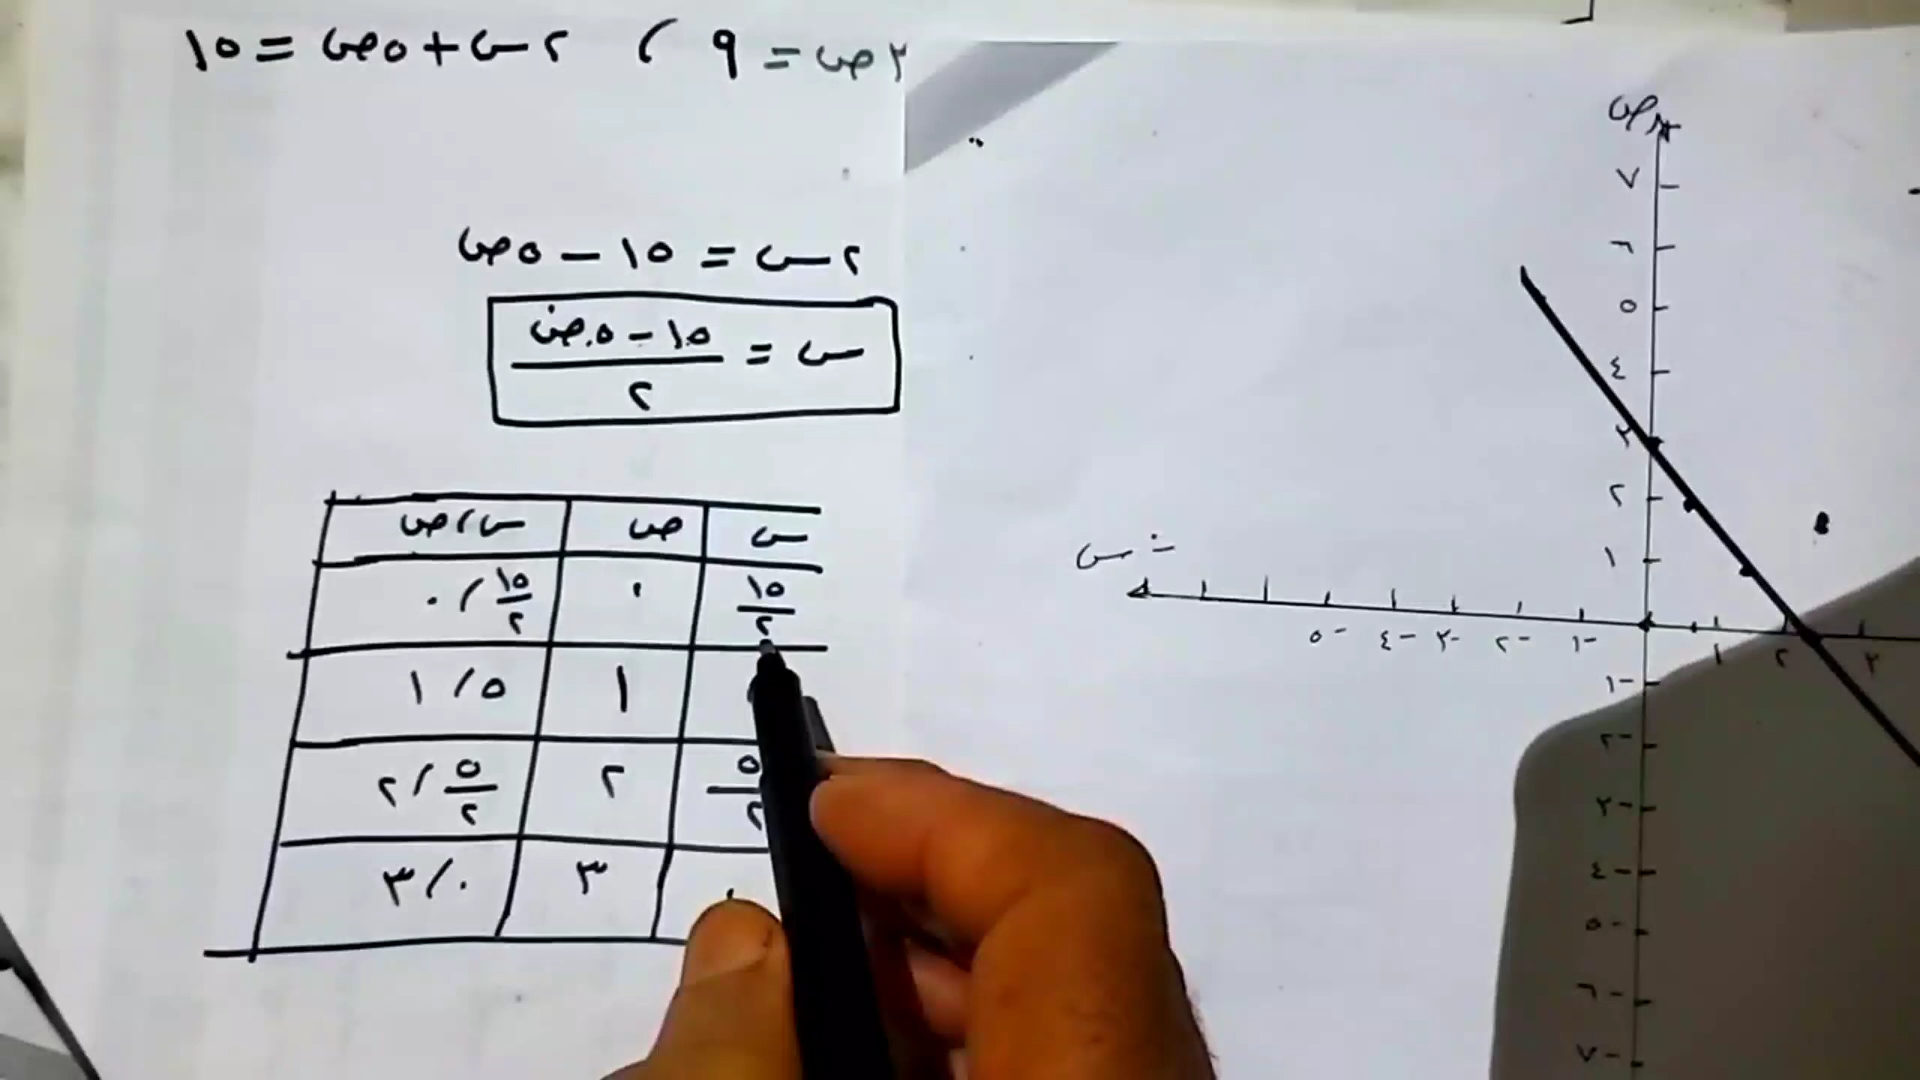 ٣ص = ٩ ، ٢س + ٥ص = ١٥
٢س = ١٥ − ٥ص
س = (١٥ − ٥ص) / ٢
س ص س،ص
١٥/٢ ٠ ١٥/٢ ، ٠
١ ٥ ، ١
٥/٢ ٢ ٥/٢ ، ٢
٣ ٠ ، ٣
ص
٧
٦
٥
٤
٣
٢
١
س
-٥ -٤ -٣ -٢ -١ ١ ٢ ٣
-١
-٢
-٣
-٤
-٥
-٦
-٧